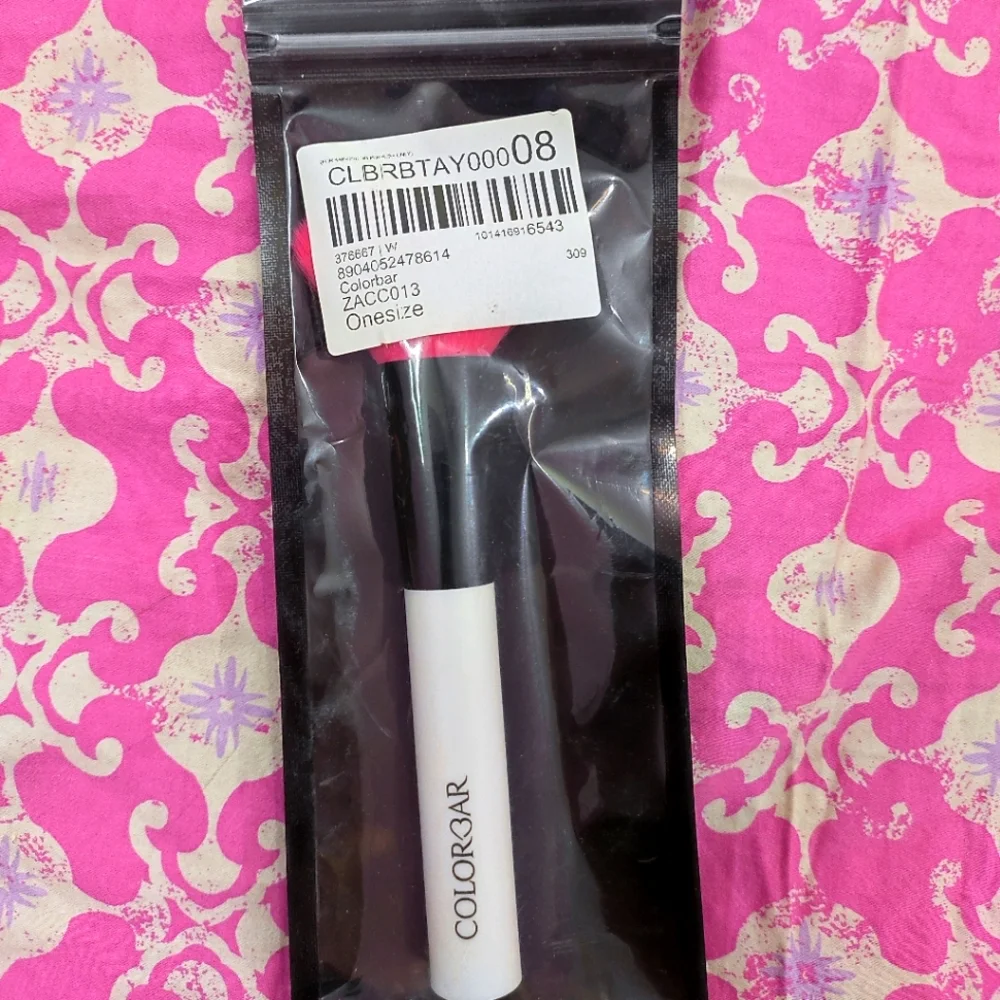 CLBRBTAY00008
376667 | W
101416916543
8904052478614
309
Colorbar
ZACC013
Onesize
COLORBAR